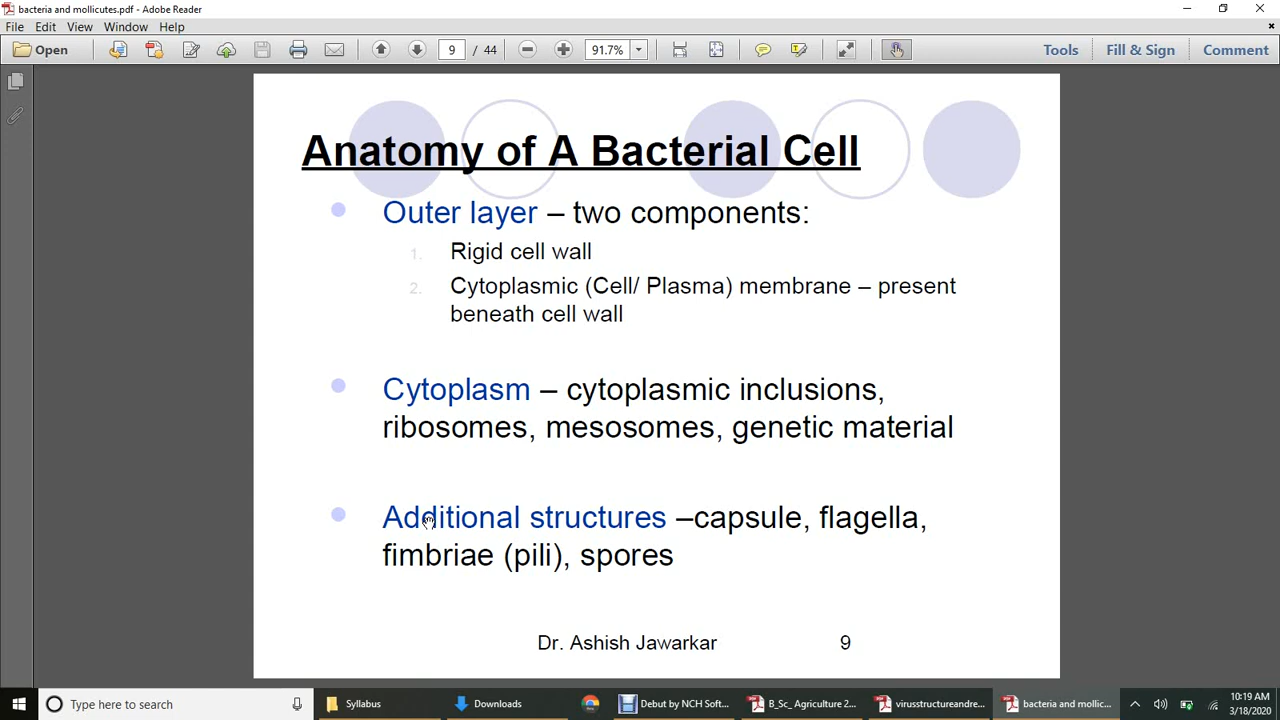 bacteria and mollicutes.pdf - Adobe Reader
File Edit View Window Help
Open 9 / 44 91.7% Tools Fill & Sign Comment
Anatomy of A Bacterial Cell
Outer layer – two components:
1. Rigid cell wall
2. Cytoplasmic (Cell/ Plasma) membrane – present
beneath cell wall
Cytoplasm – cytoplasmic inclusions,
ribosomes, mesosomes, genetic material
Additional structures –capsule, flagella,
fimbriae (pili), spores
Dr. Ashish Jawarkar 9
Type here to search Syllabus Downloads Debut by NCH Soft... B_Sc_ Agriculture 2... virusstructureandre... bacteria and mollic... 10:19 AM
3/18/2020